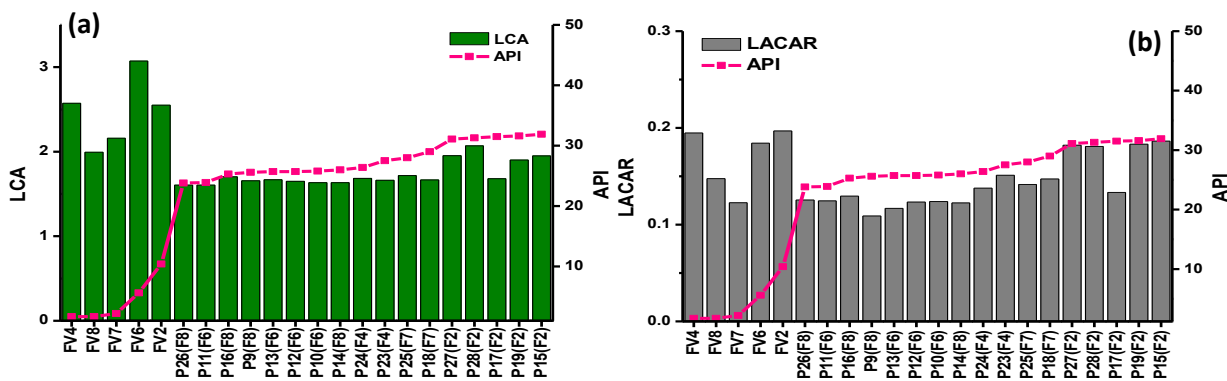 (a)
LCA
API
LCA
3
2
1
0
API
50
40
30
20
10
FV4
FV8
FV7
FV6
FV2
P26(F8)
P11(F6)
P16(F8)
P9(F8)
P13(F6)
P12(F6)
P10(F6)
P14(F8)
P24(F4)
P23(F4)
P25(F7)
P18(F7)
P27(F2)
P28(F2)
P17(F2)
P19(F2)
P15(F2)
(b)
LACAR
API
LACAR
0.3
0.2
0.1
0.0
API
50
40
30
20
10
FV4
FV8
FV7
FV6
FV2
P26(F8)
P11(F6)
P16(F8)
P9(F8)
P13(F6)
P12(F6)
P10(F6)
P14(F8)
P24(F4)
P23(F4)
P25(F7)
P18(F7)
P27(F2)
P28(F2)
P17(F2)
P19(F2)
P15(F2)